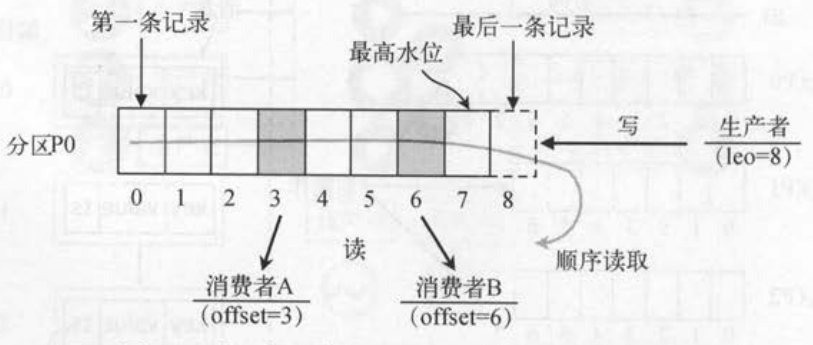 第一条记录
最后一条记录
最高水位
分区P0
写
生产者
(leo=8)
0 1 2 3 4 5 6 7 8
读
顺序读取
消费者A
(offset=3)
消费者B
(offset=6)